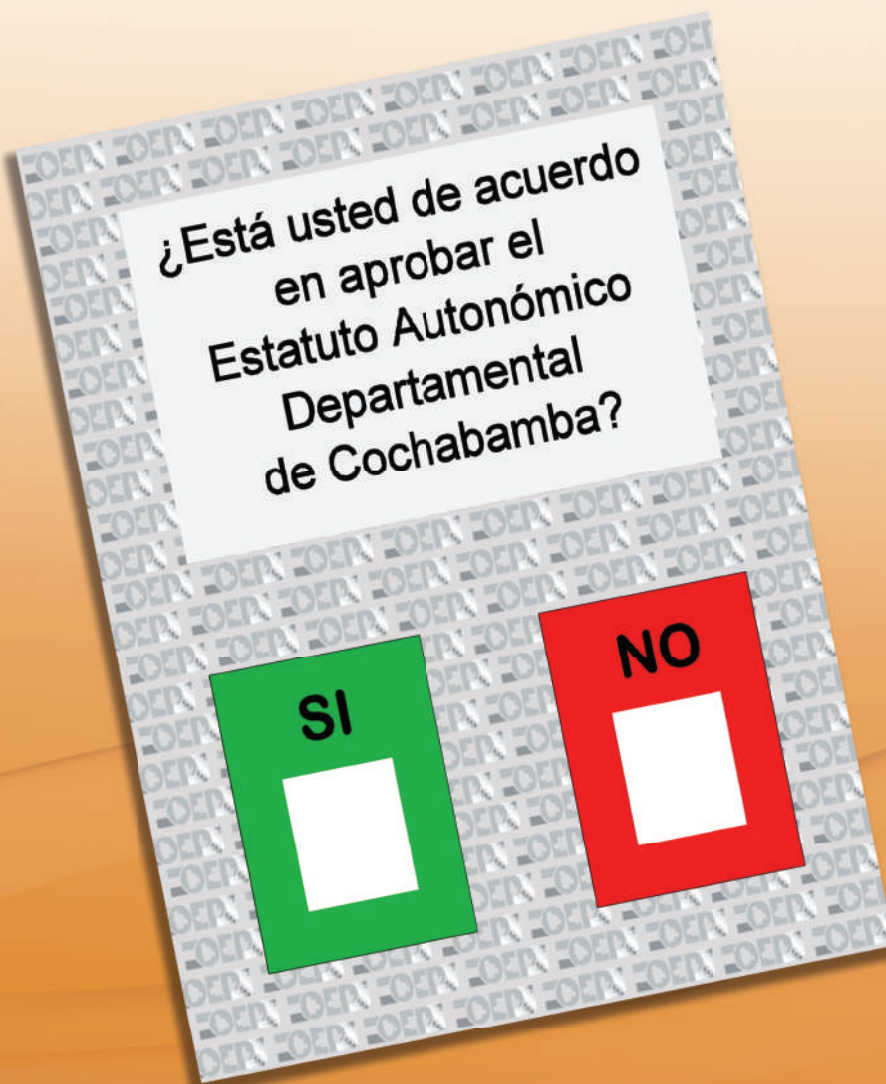 ¿Está usted de acuerdo
en aprobar el
Estatuto Autonómico
Departamental
de Cochabamba?
SI
NO